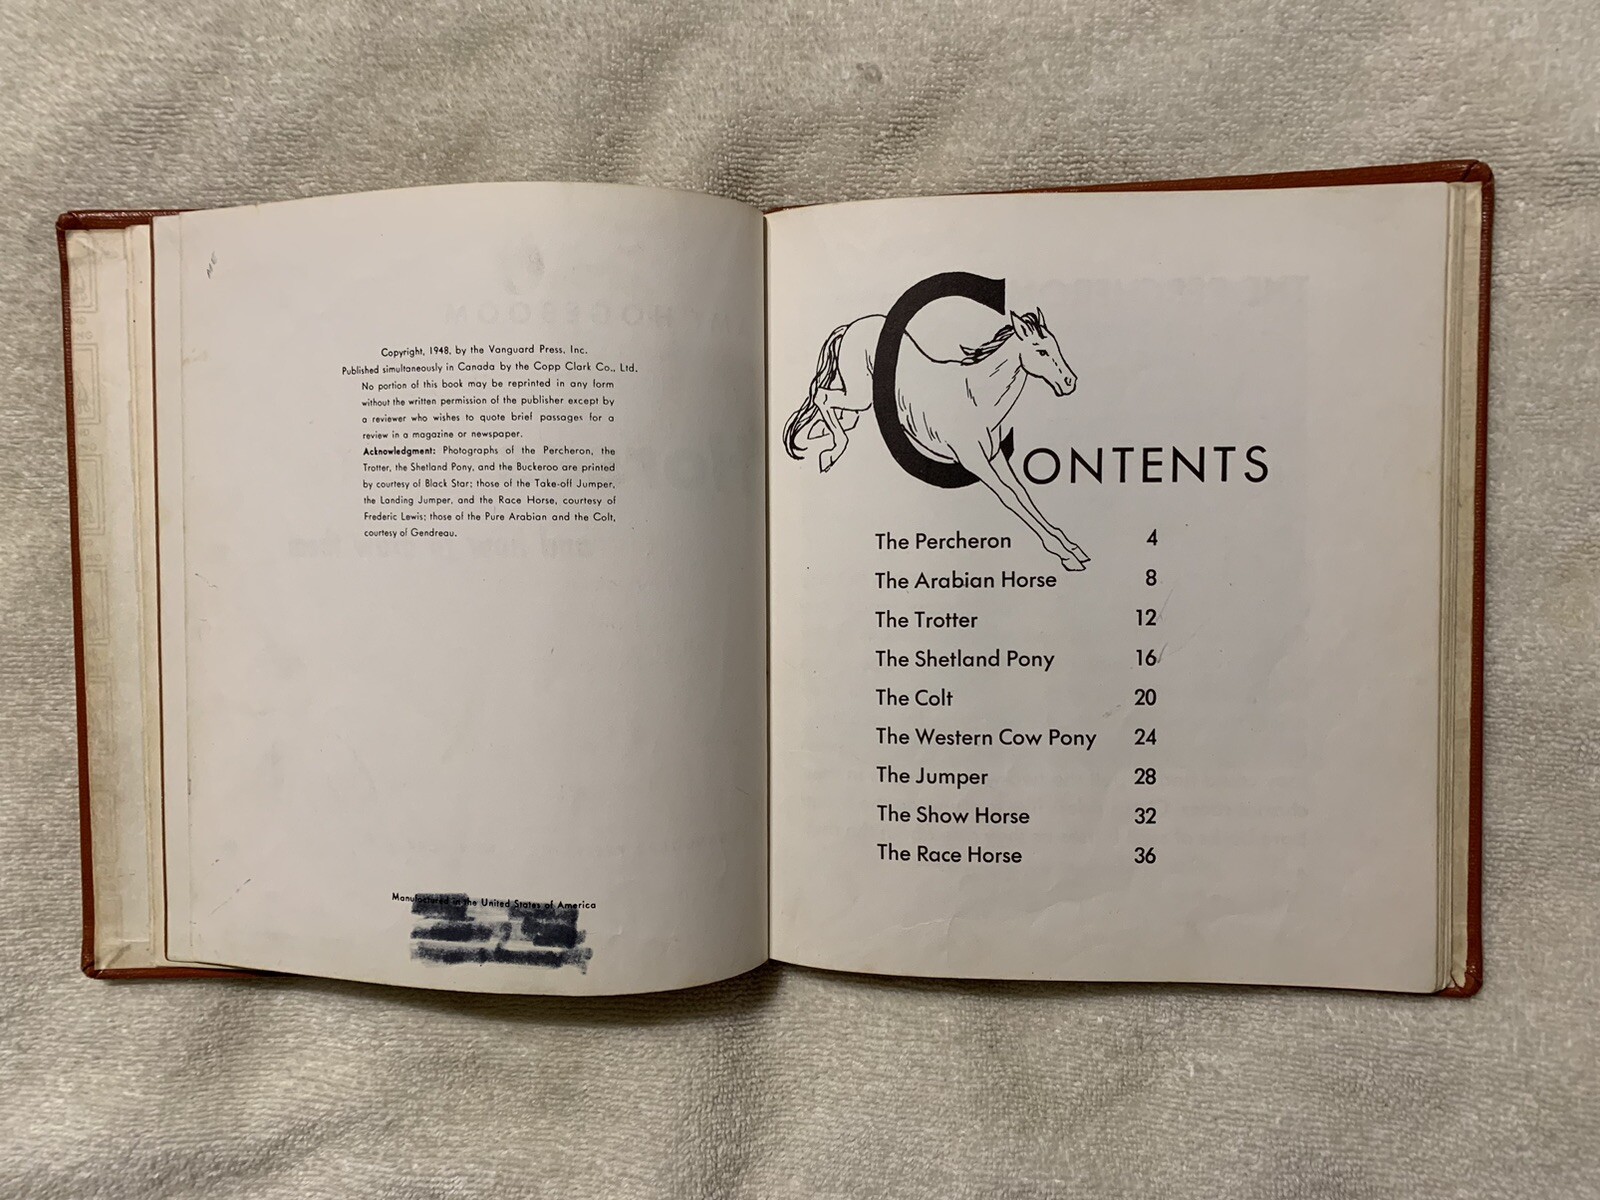 Copyright, 1948, by the Vanguard Press, Inc.
Published simultaneously in Canada by the Copp Clark Co., Ltd.
No portion of this book may be reprinted in any form
without the written permission of the publisher except by
a reviewer who wishes to quote brief passages for a
review in a magazine or newspaper.
Acknowledgment: Photographs of the Percheron, the
Trotter, the Shetland Pony, and the Buckeroo are printed
by courtesy of Black Star; those of the Take-off Jumper,
the Landing Jumper, and the Race Horse, courtesy of
Frederic Lewis; those of the Pure Arabian and the Colt,
courtesy of Gendreau.
Manufactured in the United States of America
CONTENTS
The Percheron 4
The Arabian Horse 8
The Trotter 12
The Shetland Pony 16
The Colt 20
The Western Cow Pony 24
The Jumper 28
The Show Horse 32
The Race Horse 36